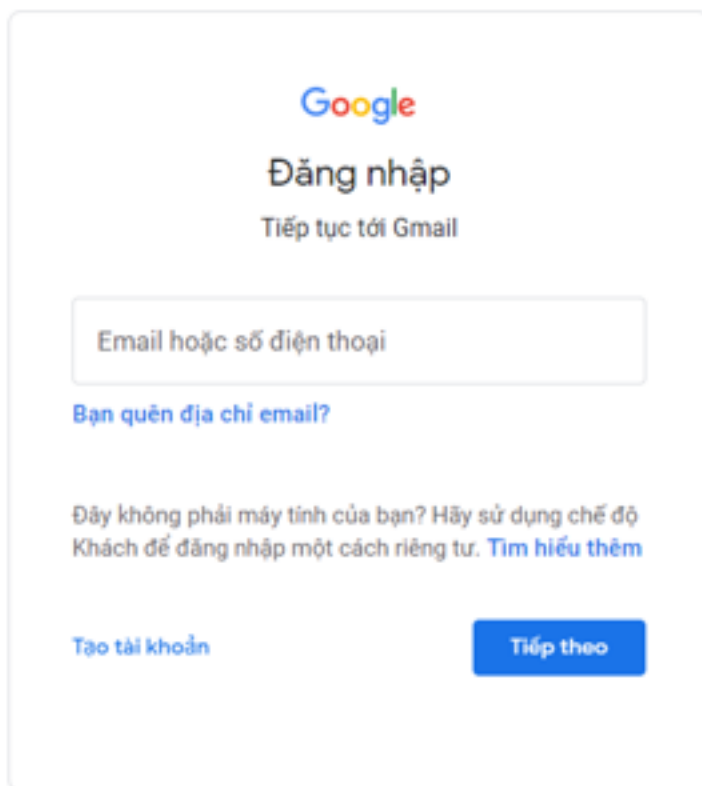 Google
Đăng nhập
Tiếp tục tới Gmail
Email hoặc số điện thoại
Bạn quên địa chỉ email?
Đây không phải máy tính của bạn? Hãy sử dụng chế độ
Khách để đăng nhập một cách riêng tư. Tìm hiểu thêm
Tạo tài khoản
Tiếp theo